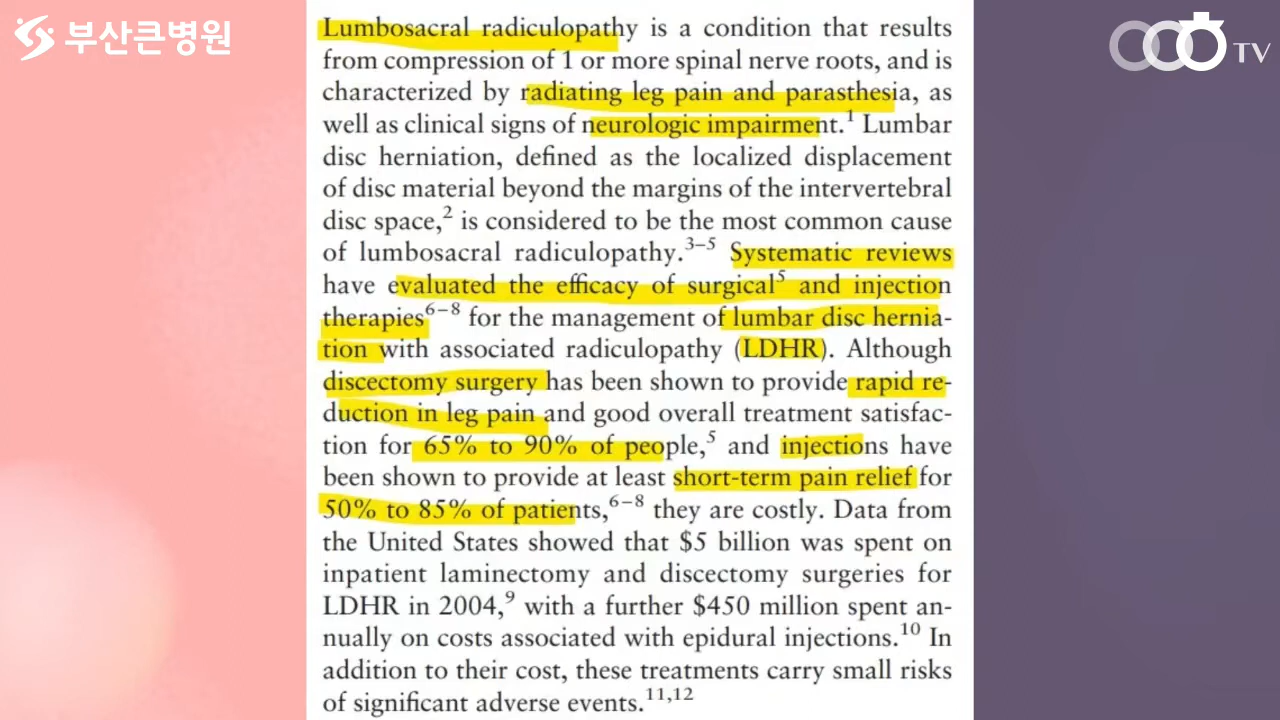 부산큰병원
TV
Lumbosacral radiculopathy is a condition that results
from compression of 1 or more spinal nerve roots, and is
characterized by radiating leg pain and parasthesia, as
well as clinical signs of neurologic impairment.1 Lumbar
disc herniation, defined as the localized displacement
of disc material beyond the margins of the intervertebral
disc space,2 is considered to be the most common cause
of lumbosacral radiculopathy.3–5 Systematic reviews
have evaluated the efficacy of surgical5 and injection
therapies6–8 for the management of lumbar disc hernia-
tion with associated radiculopathy (LDHR). Although
discectomy surgery has been shown to provide rapid re-
duction in leg pain and good overall treatment satisfac-
tion for 65% to 90% of people,5 and injections have
been shown to provide at least short-term pain relief for
50% to 85% of patients,6–8 they are costly. Data from
the United States showed that $5 billion was spent on
inpatient laminectomy and discectomy surgeries for
LDHR in 2004,9 with a further $450 million spent an-
nually on costs associated with epidural injections.10 In
addition to their cost, these treatments carry small risks
of significant adverse events.11,12